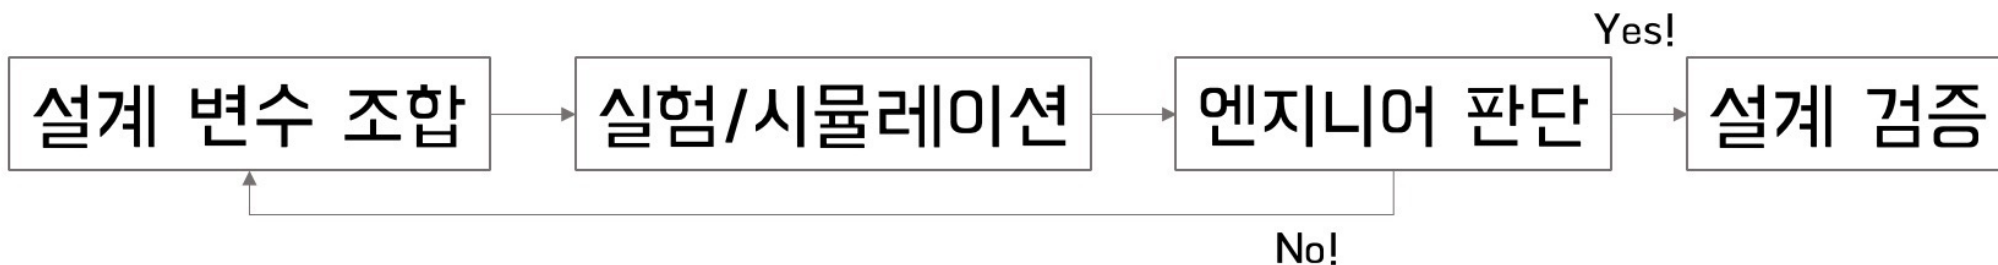 Yes!
설계 변수 조합
실험/시뮬레이션
엔지니어 판단
설계 검증
No!